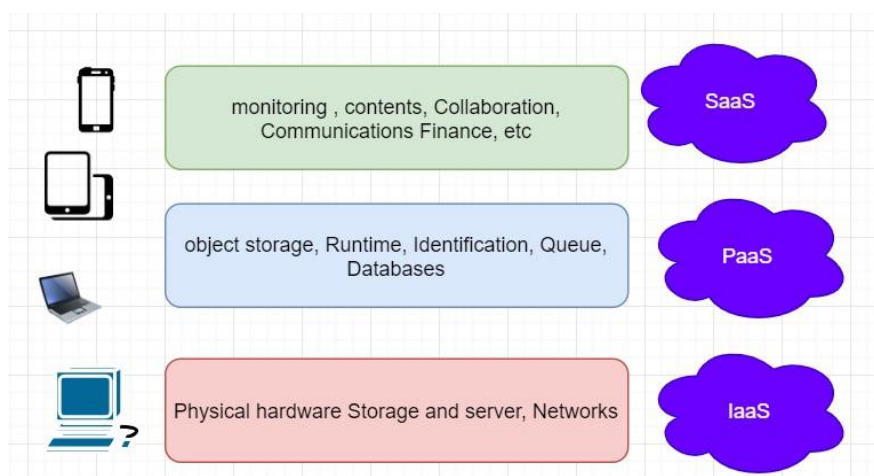 monitoring , contents, Collaboration,
Communications Finance, etc
SaaS
object storage, Runtime, Identification, Queue,
Databases
PaaS
Physical hardware Storage and server, Networks
IaaS
?